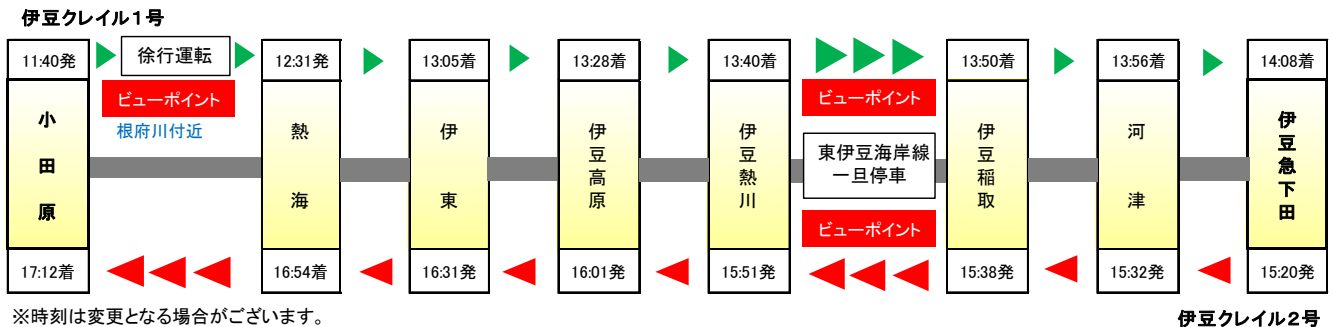 伊豆クレイル１号
11:40発
徐行運転
12:31発
13:05着
13:28着
13:40着
13:50着
13:56着
14:08着
ビューポイント
根府川付近
ビューポイント
小田原
熱海
伊東
伊豆高原
伊豆熱川
東伊豆海岸線
一旦停車
伊豆稲取
河津
伊豆急下田
ビューポイント
17:12着
16:54着
16:31発
16:01発
15:51発
15:38発
15:32発
15:20発
※時刻は変更となる場合がございます。
伊豆クレイル２号